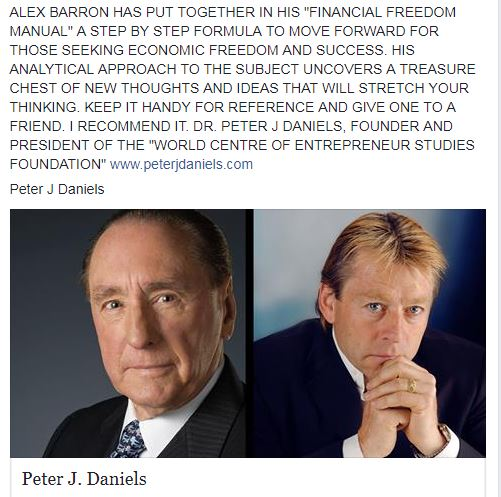 ALEX BARRON HAS PUT TOGETHER IN HIS "FINANCIAL FREEDOM
MANUAL" A STEP BY STEP FORMULA TO MOVE FORWARD FOR
THOSE SEEKING ECONOMIC FREEDOM AND SUCCESS. HIS
ANALYTICAL APPROACH TO THE SUBJECT UNCOVERS A TREASURE
CHEST OF NEW THOUGHTS AND IDEAS THAT WILL STRETCH YOUR
THINKING. KEEP IT HANDY FOR REFERENCE AND GIVE ONE TO A
FRIEND. I RECOMMEND IT. DR. PETER J DANIELS, FOUNDER AND
PRESIDENT OF THE "WORLD CENTRE OF ENTREPRENEUR STUDIES
FOUNDATION" www.peterjdaniels.com
Peter J Daniels
Peter J. Daniels